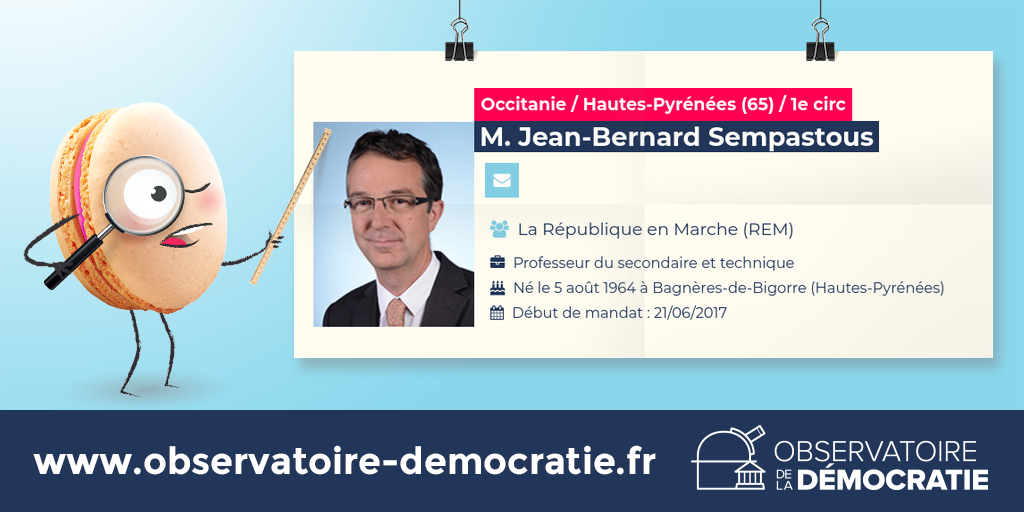 Occitanie / Hautes-Pyrénées (65) / 1e circ
M. Jean-Bernard Sempastous
La République en Marche (REM)
Professeur du secondaire et technique
Né le 5 août 1964 à Bagnères-de-Bigorre (Hautes-Pyrénées)
Début de mandat : 21/06/2017
www.observatoire-democratie.fr
OBSERVATOIRE
DE LA DÉMOCRATIE